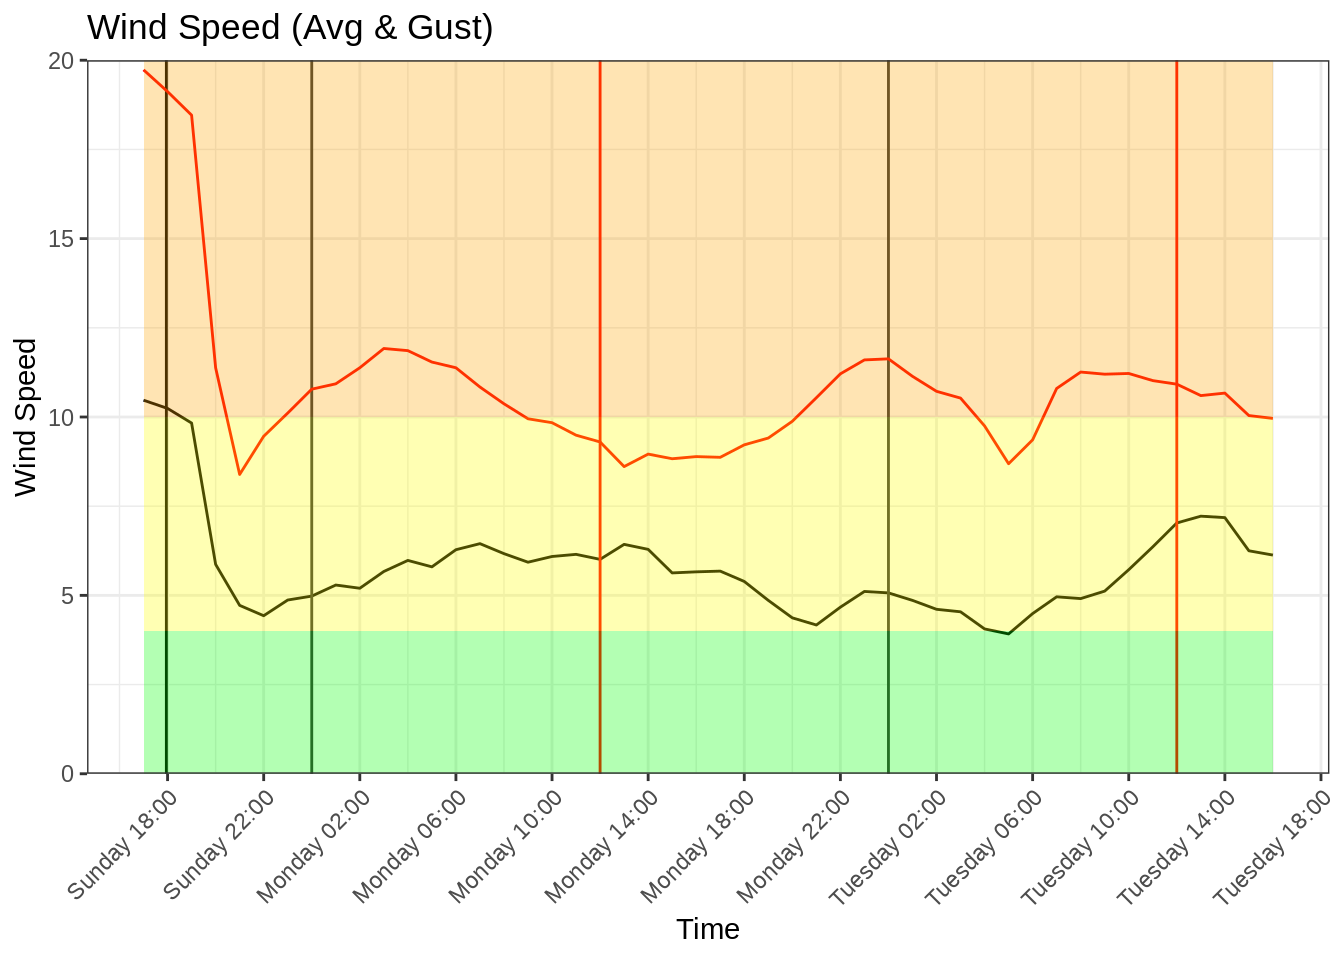 Wind Speed (Avg & Gust)
20
15
10
5
0
Wind Speed
Sunday 18:00
Sunday 22:00
Monday 02:00
Monday 06:00
Monday 10:00
Monday 14:00
Monday 18:00
Monday 22:00
Tuesday 02:00
Tuesday 06:00
Tuesday 10:00
Tuesday 14:00
Tuesday 18:00
Time